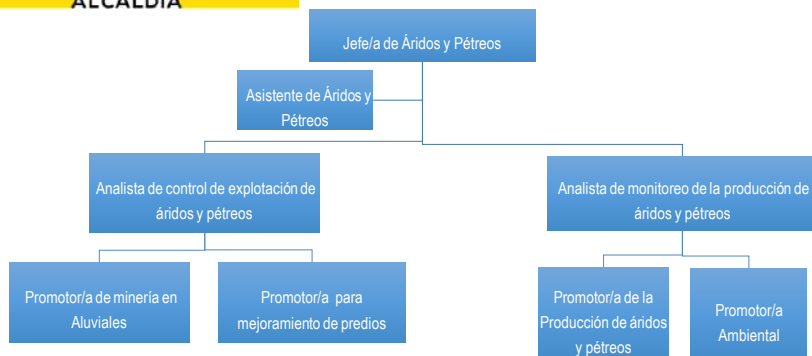 ALCALDÍA
Jefe/a de Áridos y Pétreos
Asistente de Áridos y
Pétreos
Analista de control de explotación de
áridos y pétreos
Analista de monitoreo de la producción de
áridos y pétreos
Promotor/a de minería en
Aluviales
Promotor/a para
mejoramiento de predios
Promotor/a de la
Producción de áridos
y pétreos
Promotor/a
Ambiental